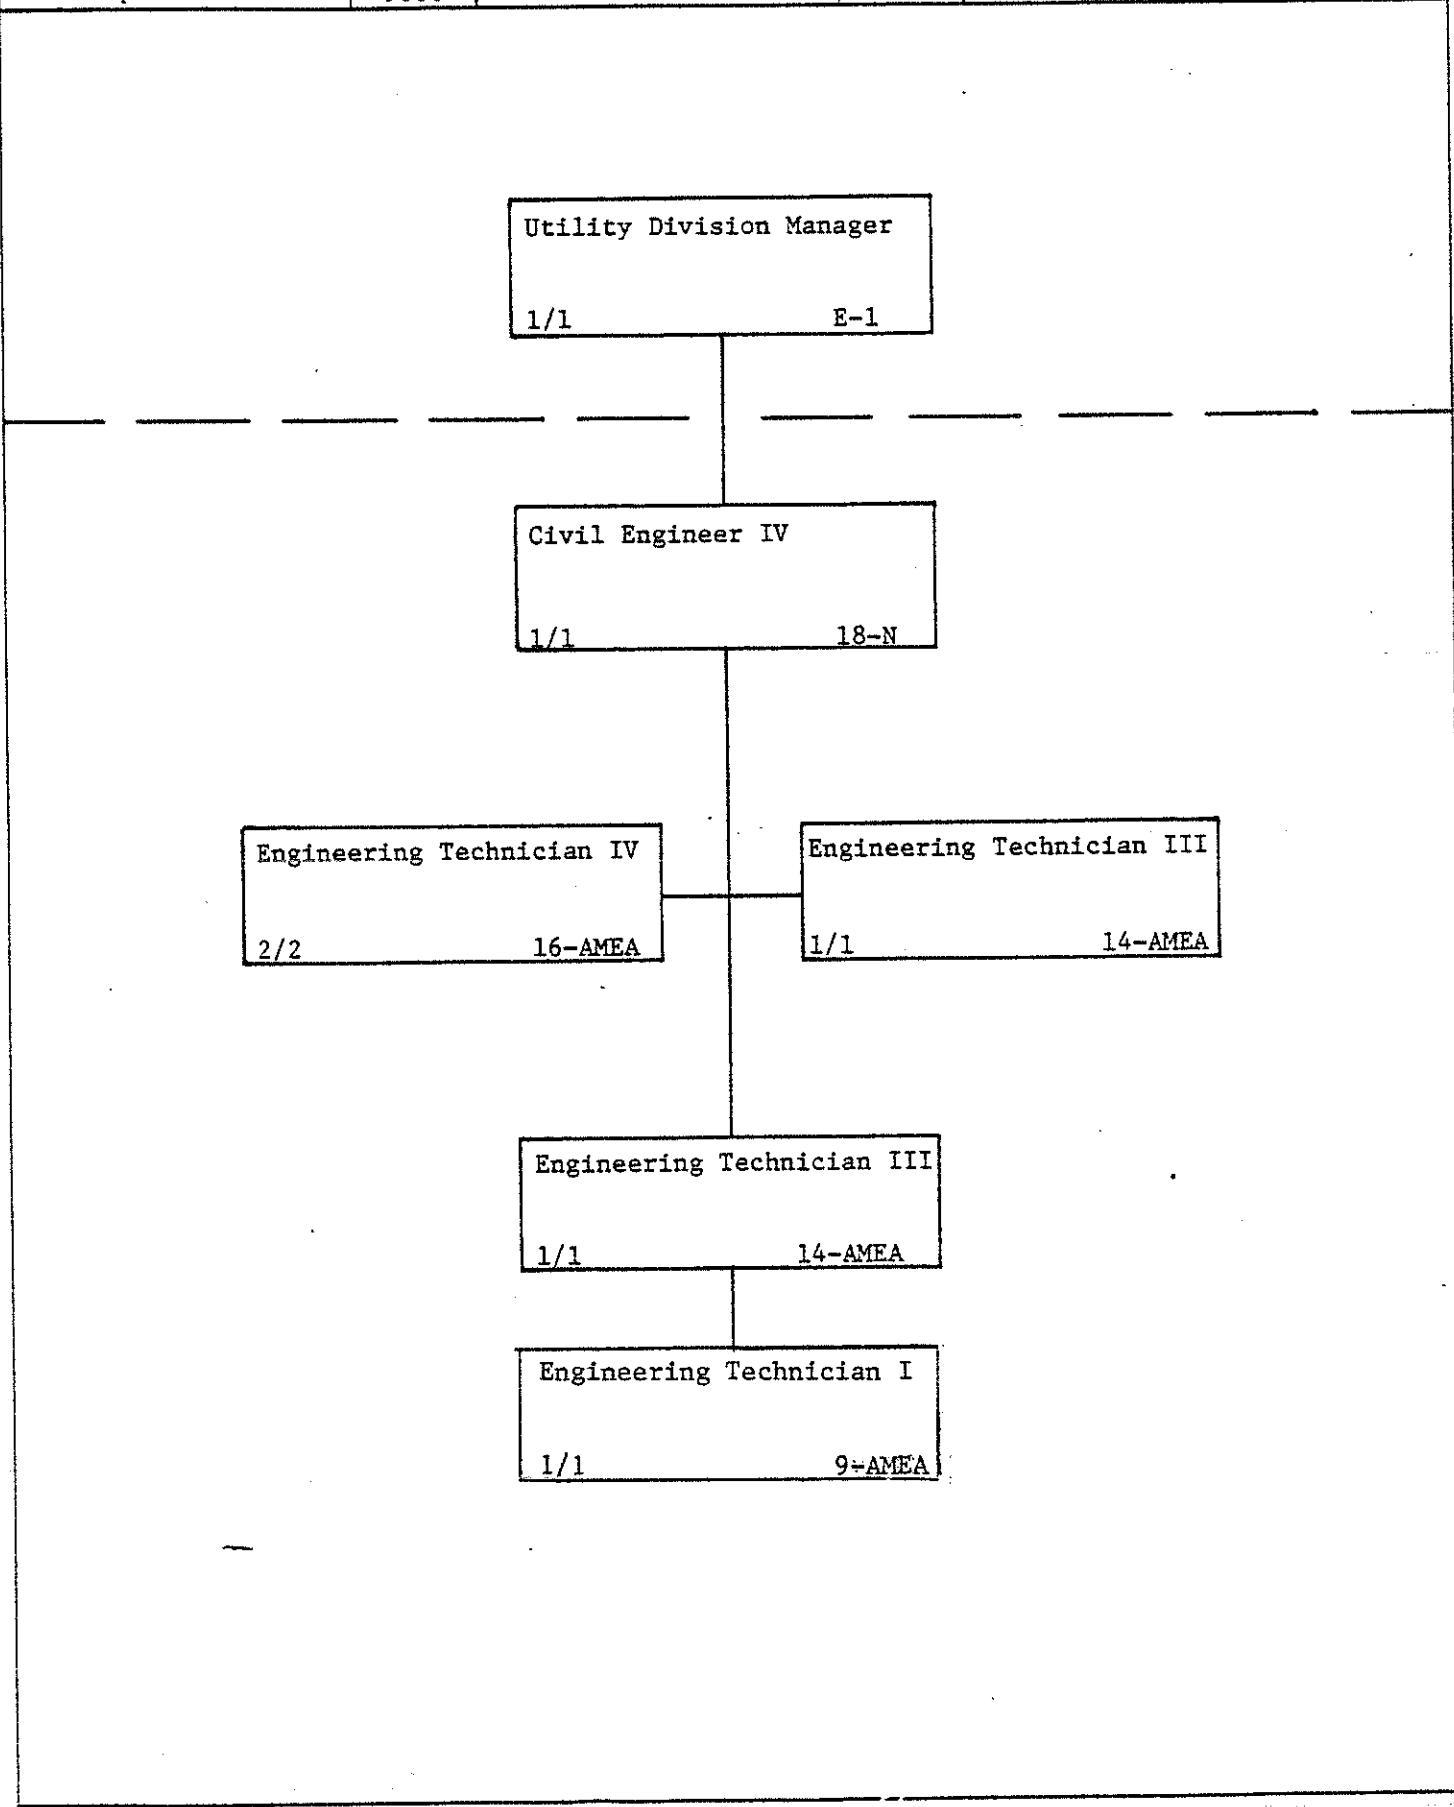 Utility Division Manager
1/1 E-1
Civil Engineer IV
1/1 18-N
Engineering Technician IV
2/2 16-AMEA
Engineering Technician III
1/1 14-AMEA
Engineering Technician III
1/1 14-AMEA
Engineering Technician I
1/1 9-AMEA